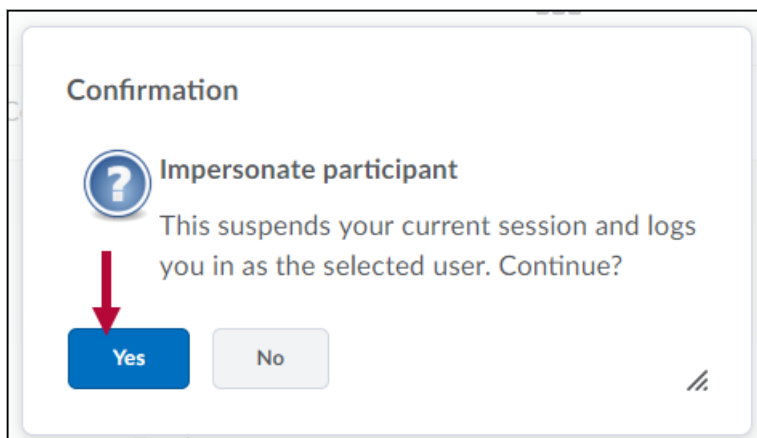 Confirmation
Impersonate participant
This suspends your current session and logs
you in as the selected user. Continue?
Yes
No